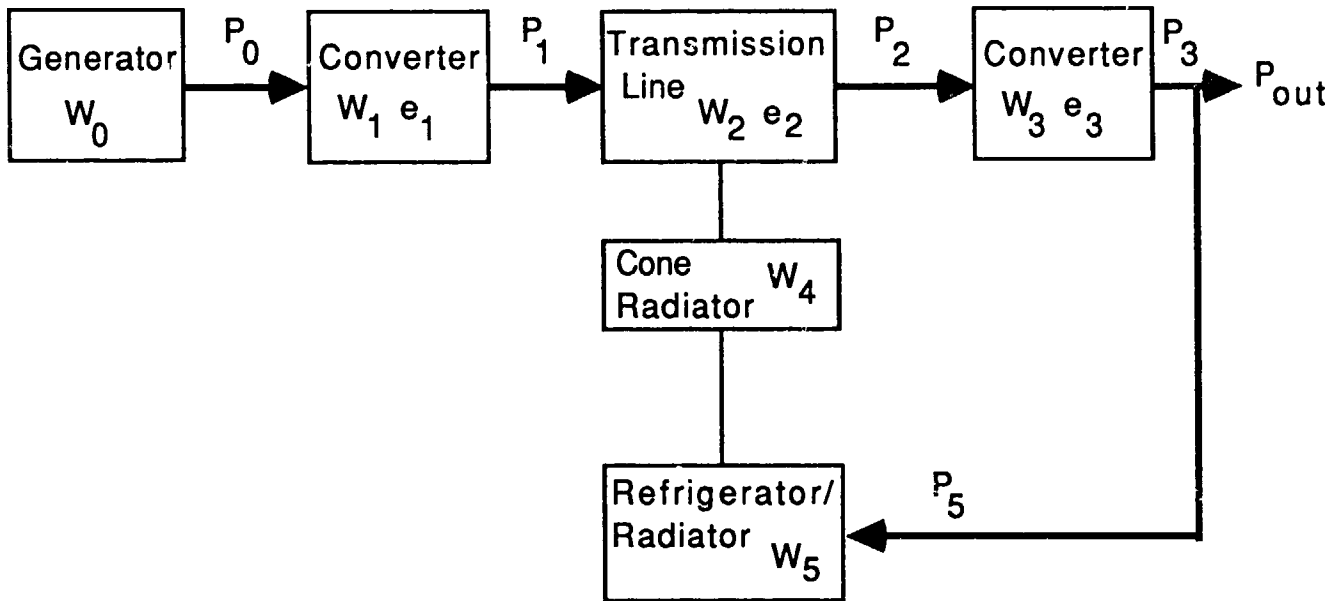 P0
P1
P2
P3
Generator
W0
Converter
W1 e1
Transmission
Line
W2 e2
Converter
W3 e3
Pout
Cone
Radiator
W4
Refrigerator/
Radiator
W5
P5